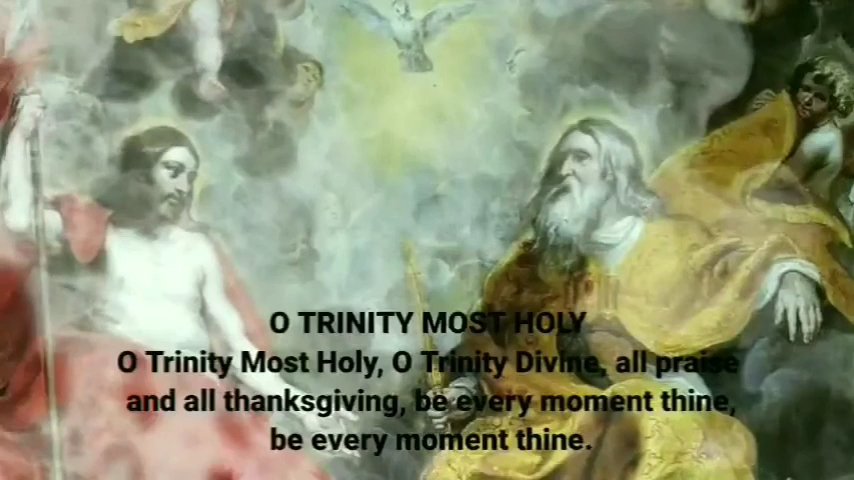 O TRINITY MOST HOLY
O Trinity Most Holy, O Trinity Divine, all praise
and all thanksgiving, be every moment thine,
be every moment thine.